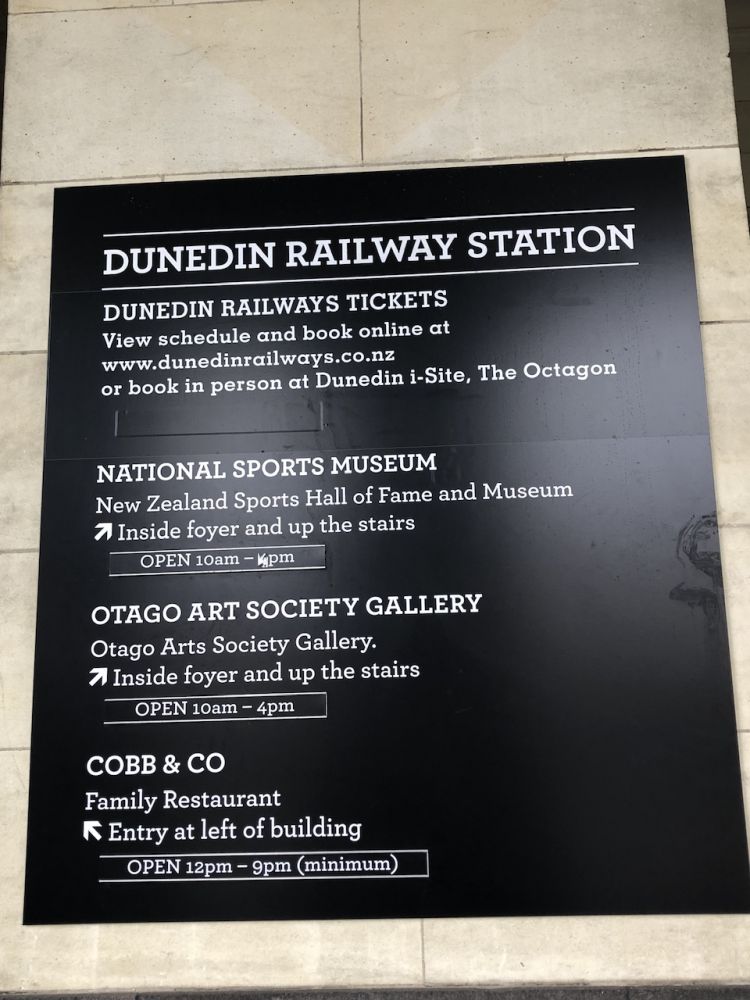 DUNEDIN RAILWAY STATION
DUNEDIN RAILWAYS TICKETS
View schedule and book online at
www.dunedinrailways.co.nz
or book in person at Dunedin i-Site, The Octagon
NATIONAL SPORTS MUSEUM
New Zealand Sports Hall of Fame and Museum
Inside foyer and up the stairs
OPEN 10am –
OTAGO ART SOCIETY GALLERY
Otago Arts Society Gallery.
Inside foyer and up the stairs
OPEN 10am – 4pm
COBB & CO
Family Restaurant
Entry at left of building
OPEN 12pm – 9pm (minimum)